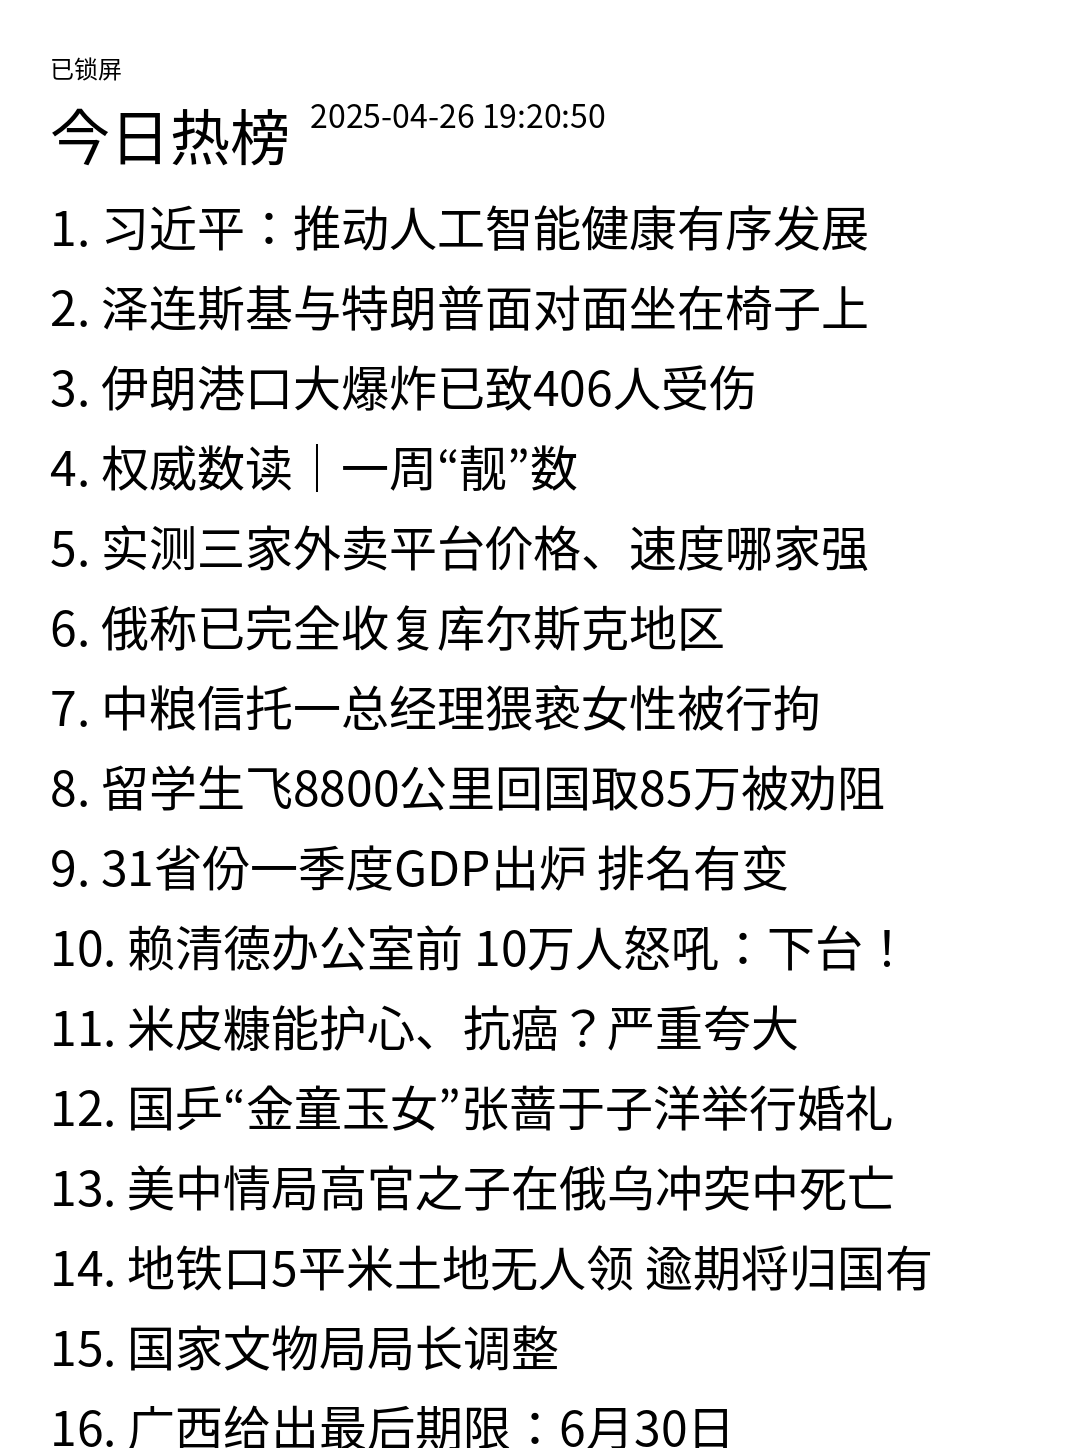 已锁屏
今日热榜 2025-04-26 19:20:50
1. 习近平：推动人工智能健康有序发展
2. 泽连斯基与特朗普面对面坐在椅子上
3. 伊朗港口大爆炸已致406人受伤
4. 权威数读｜一周“靓”数
5. 实测三家外卖平台价格、速度哪家强
6. 俄称已完全收复库尔斯克地区
7. 中粮信托一总经理猥亵女性被行拘
8. 留学生飞8800公里回国取85万被劝阻
9. 31省份一季度GDP出炉 排名有变
10. 赖清德办公室前 10万人怒吼：下台！
11. 米皮糠能护心、抗癌？严重夸大
12. 国乒“金童玉女”张蔷于子洋举行婚礼
13. 美中情局高官之子在俄乌冲突中死亡
14. 地铁口5平米土地无人领 逾期将归国有
15. 国家文物局局长调整
16. 广西给出最后期限：6月30日